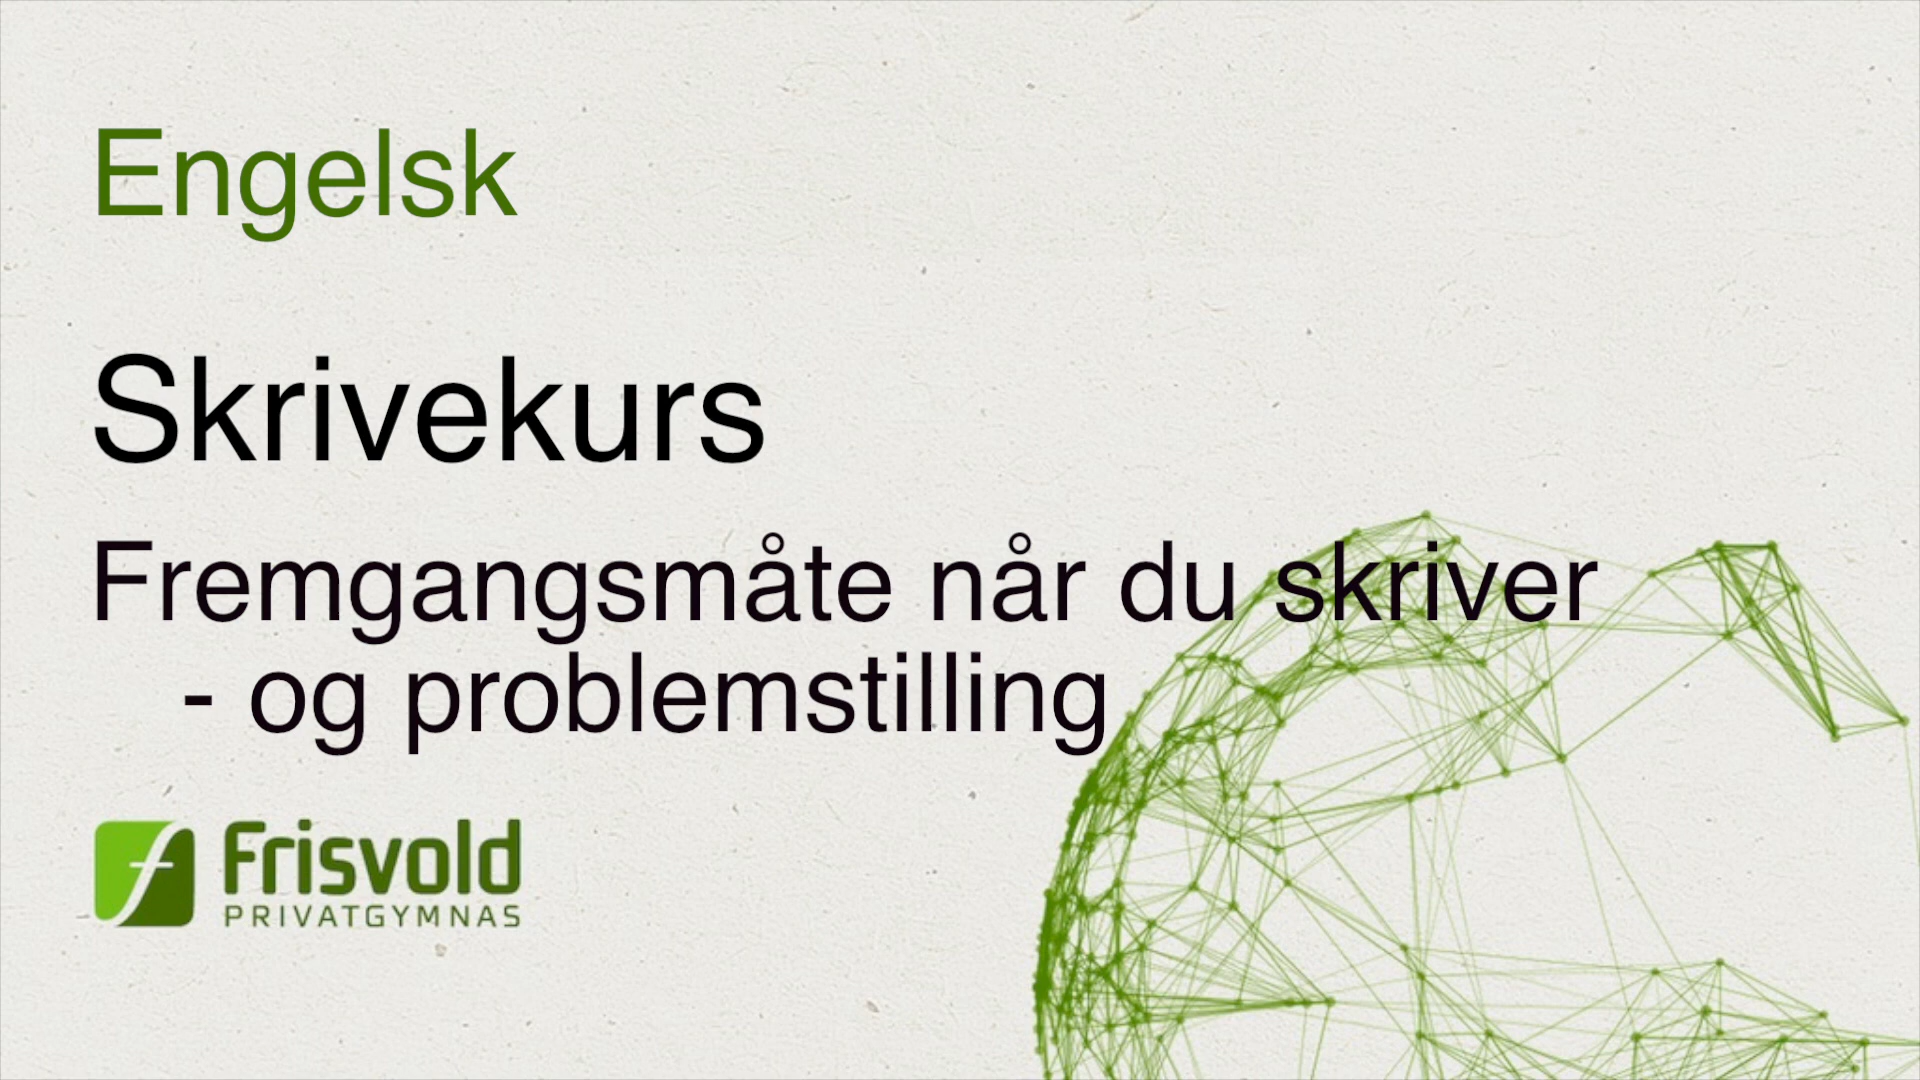 Engelsk
Skrivekurs
Fremgangsmåte når du skriver
- og problemstilling
f Frisvold
PRIVATGYMNAS